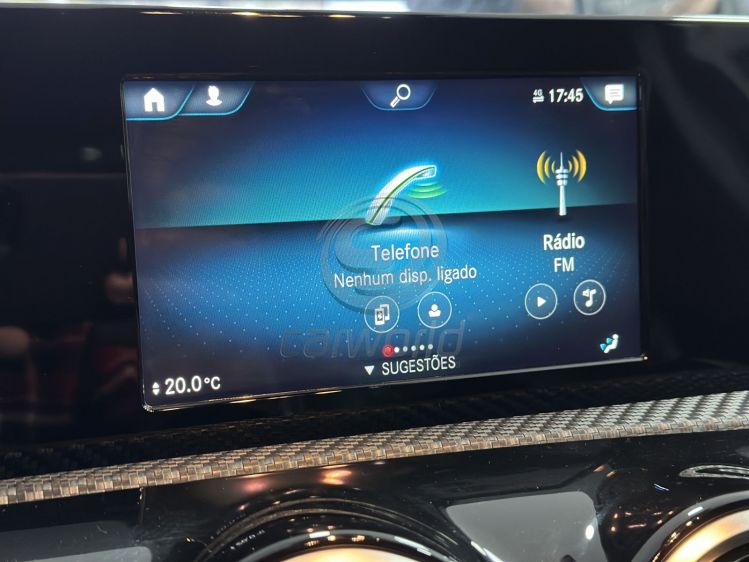 4G 17:45
Telefone
Nenhum disp. ligado
Rádio
FM
carworld
SUGESTÕES
20.0°C